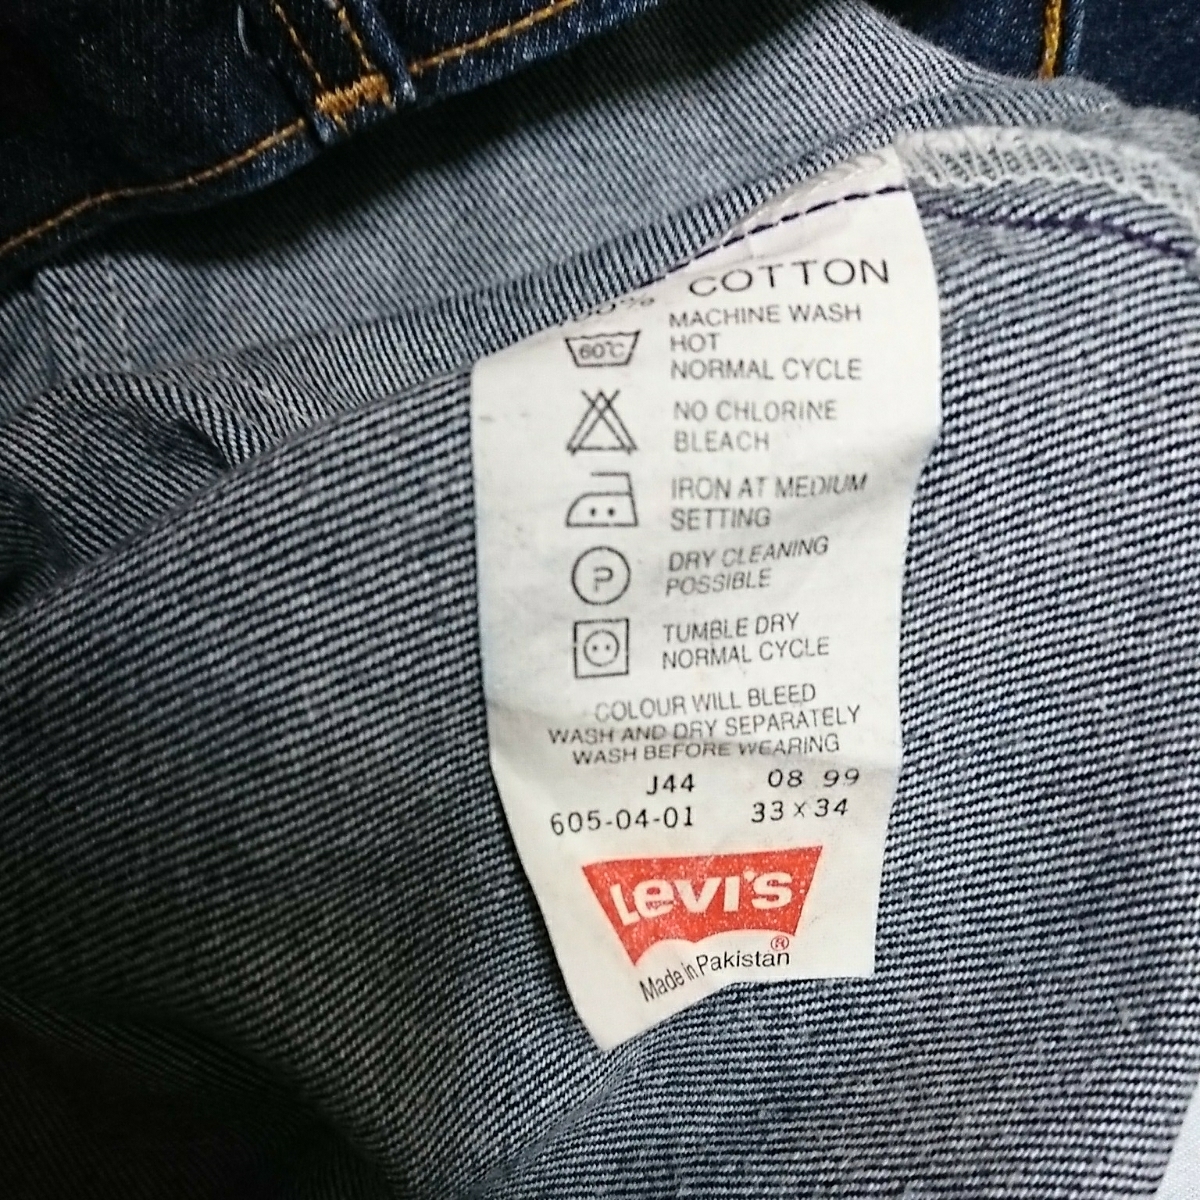 COTTON
60°C
MACHINE WASH
HOT
NORMAL CYCLE
NO CHLORINE
BLEACH
IRON AT MEDIUM
SETTING
P
DRY CLEANING
POSSIBLE
TUMBLE DRY
NORMAL CYCLE
COLOUR WILL BLEED
WASH AND DRY SEPARATELY
WASH BEFORE WEARING
J44 08 99
605-04-01 33 x 34
Levi's
®
Made in Pakistan